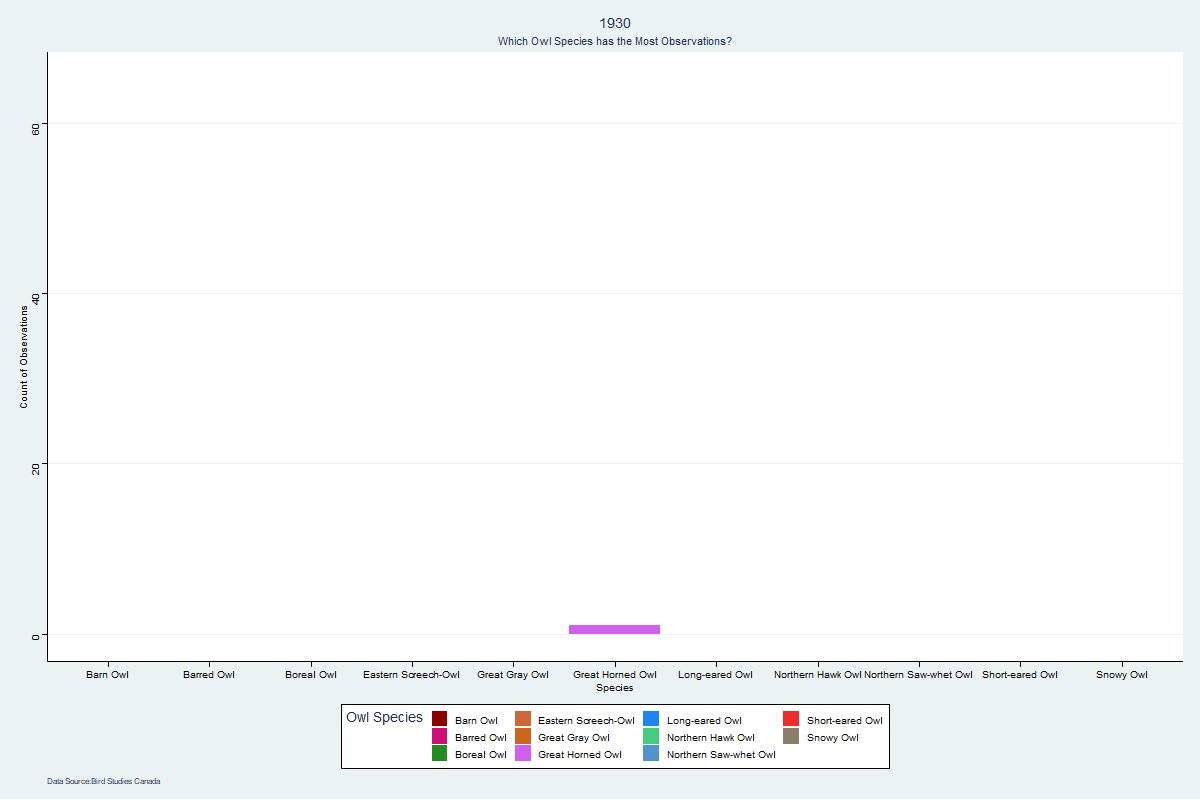 1930
Which Owl Species has the Most Observations?
Count of Observations
60
40
20
0
Barn Owl Barred Owl Boreal Owl Eastern Screech-Owl Great Gray Owl Great Horned Owl Long-eared Owl Northern Hawk Owl Northern Saw-whet Owl Short-eared Owl Snowy Owl
Species
Owl Species
Barn Owl Eastern Screech-Owl Long-eared Owl Short-eared Owl
Barred Owl Great Gray Owl Northern Hawk Owl Snowy Owl
Boreal Owl Great Horned Owl Northern Saw-whet Owl
Data Source:Bird Studies Canada